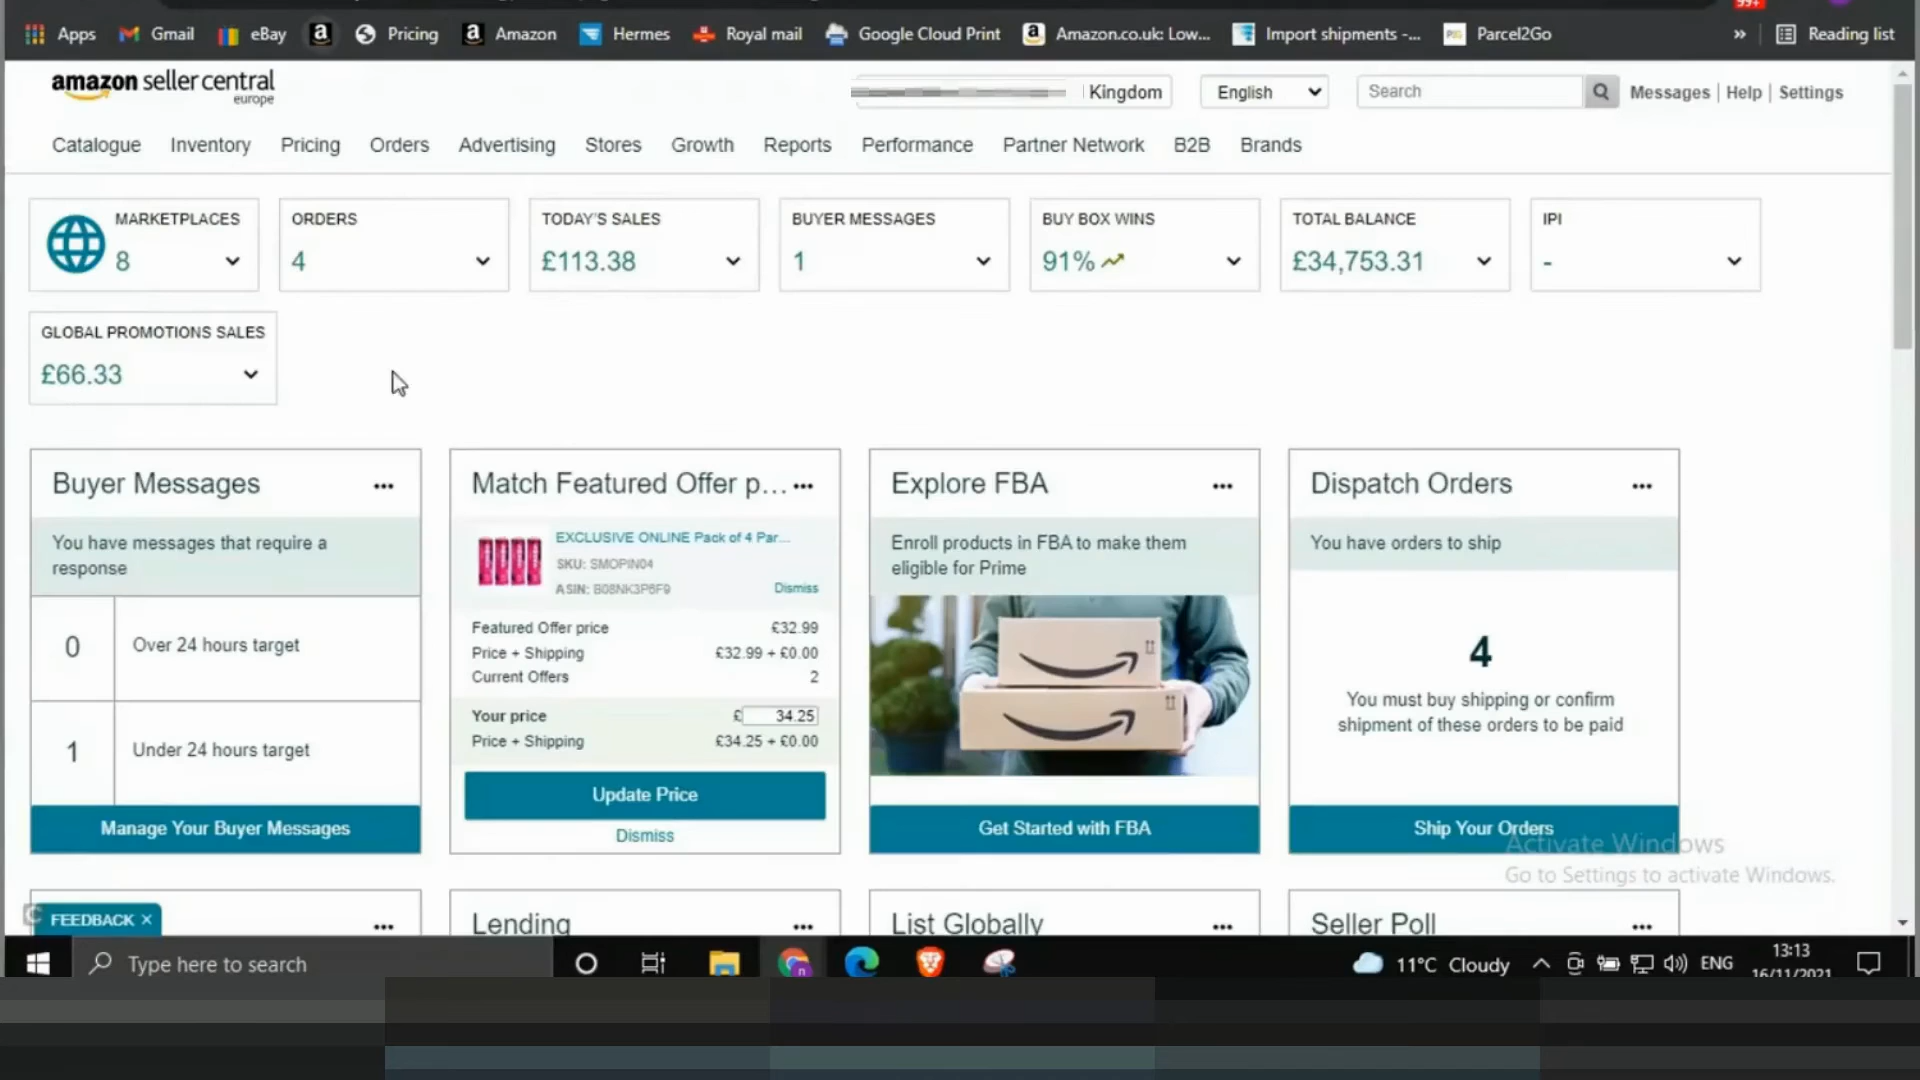 Apps
Gmail
eBay
Pricing
Amazon
Hermes
Royal mail
Google Cloud Print
Amazon.co.uk: Low...
Import shipments -...
Parcel2Go
»
Reading list
99+
amazon seller central
europe
Kingdom
English
Search
Messages | Help | Settings
Catalogue Inventory Pricing Orders Advertising Stores Growth Reports Performance Partner Network B2B Brands
MARKETPLACES
8
ORDERS
4
TODAY'S SALES
£113.38
BUYER MESSAGES
1
BUY BOX WINS
91%
TOTAL BALANCE
£34,753.31
IPI
-
GLOBAL PROMOTIONS SALES
£66.33
Buyer Messages
You have messages that require a
response
0 Over 24 hours target
1 Under 24 hours target
Manage Your Buyer Messages
Match Featured Offer p...
EXCLUSIVE ONLINE Pack of 4 Par...
SKU: SMOPIN04
ASIN: B08NK3P6F9
Dismiss
Featured Offer price £32.99
Price + Shipping £32.99 + £0.00
Current Offers 2
Your price £ 34.25
Price + Shipping £34.25 + £0.00
Update Price
Dismiss
Explore FBA
Enroll products in FBA to make them
eligible for Prime
Get Started with FBA
Dispatch Orders
You have orders to ship
4
You must buy shipping or confirm
shipment of these orders to be paid
Ship Your Orders
Activate Windows
Go to Settings to activate Windows.
FEEDBACK ×
Lending
List Globally
Seller Poll
Type here to search
11°C Cloudy
ENG
13:13
16/11/2021